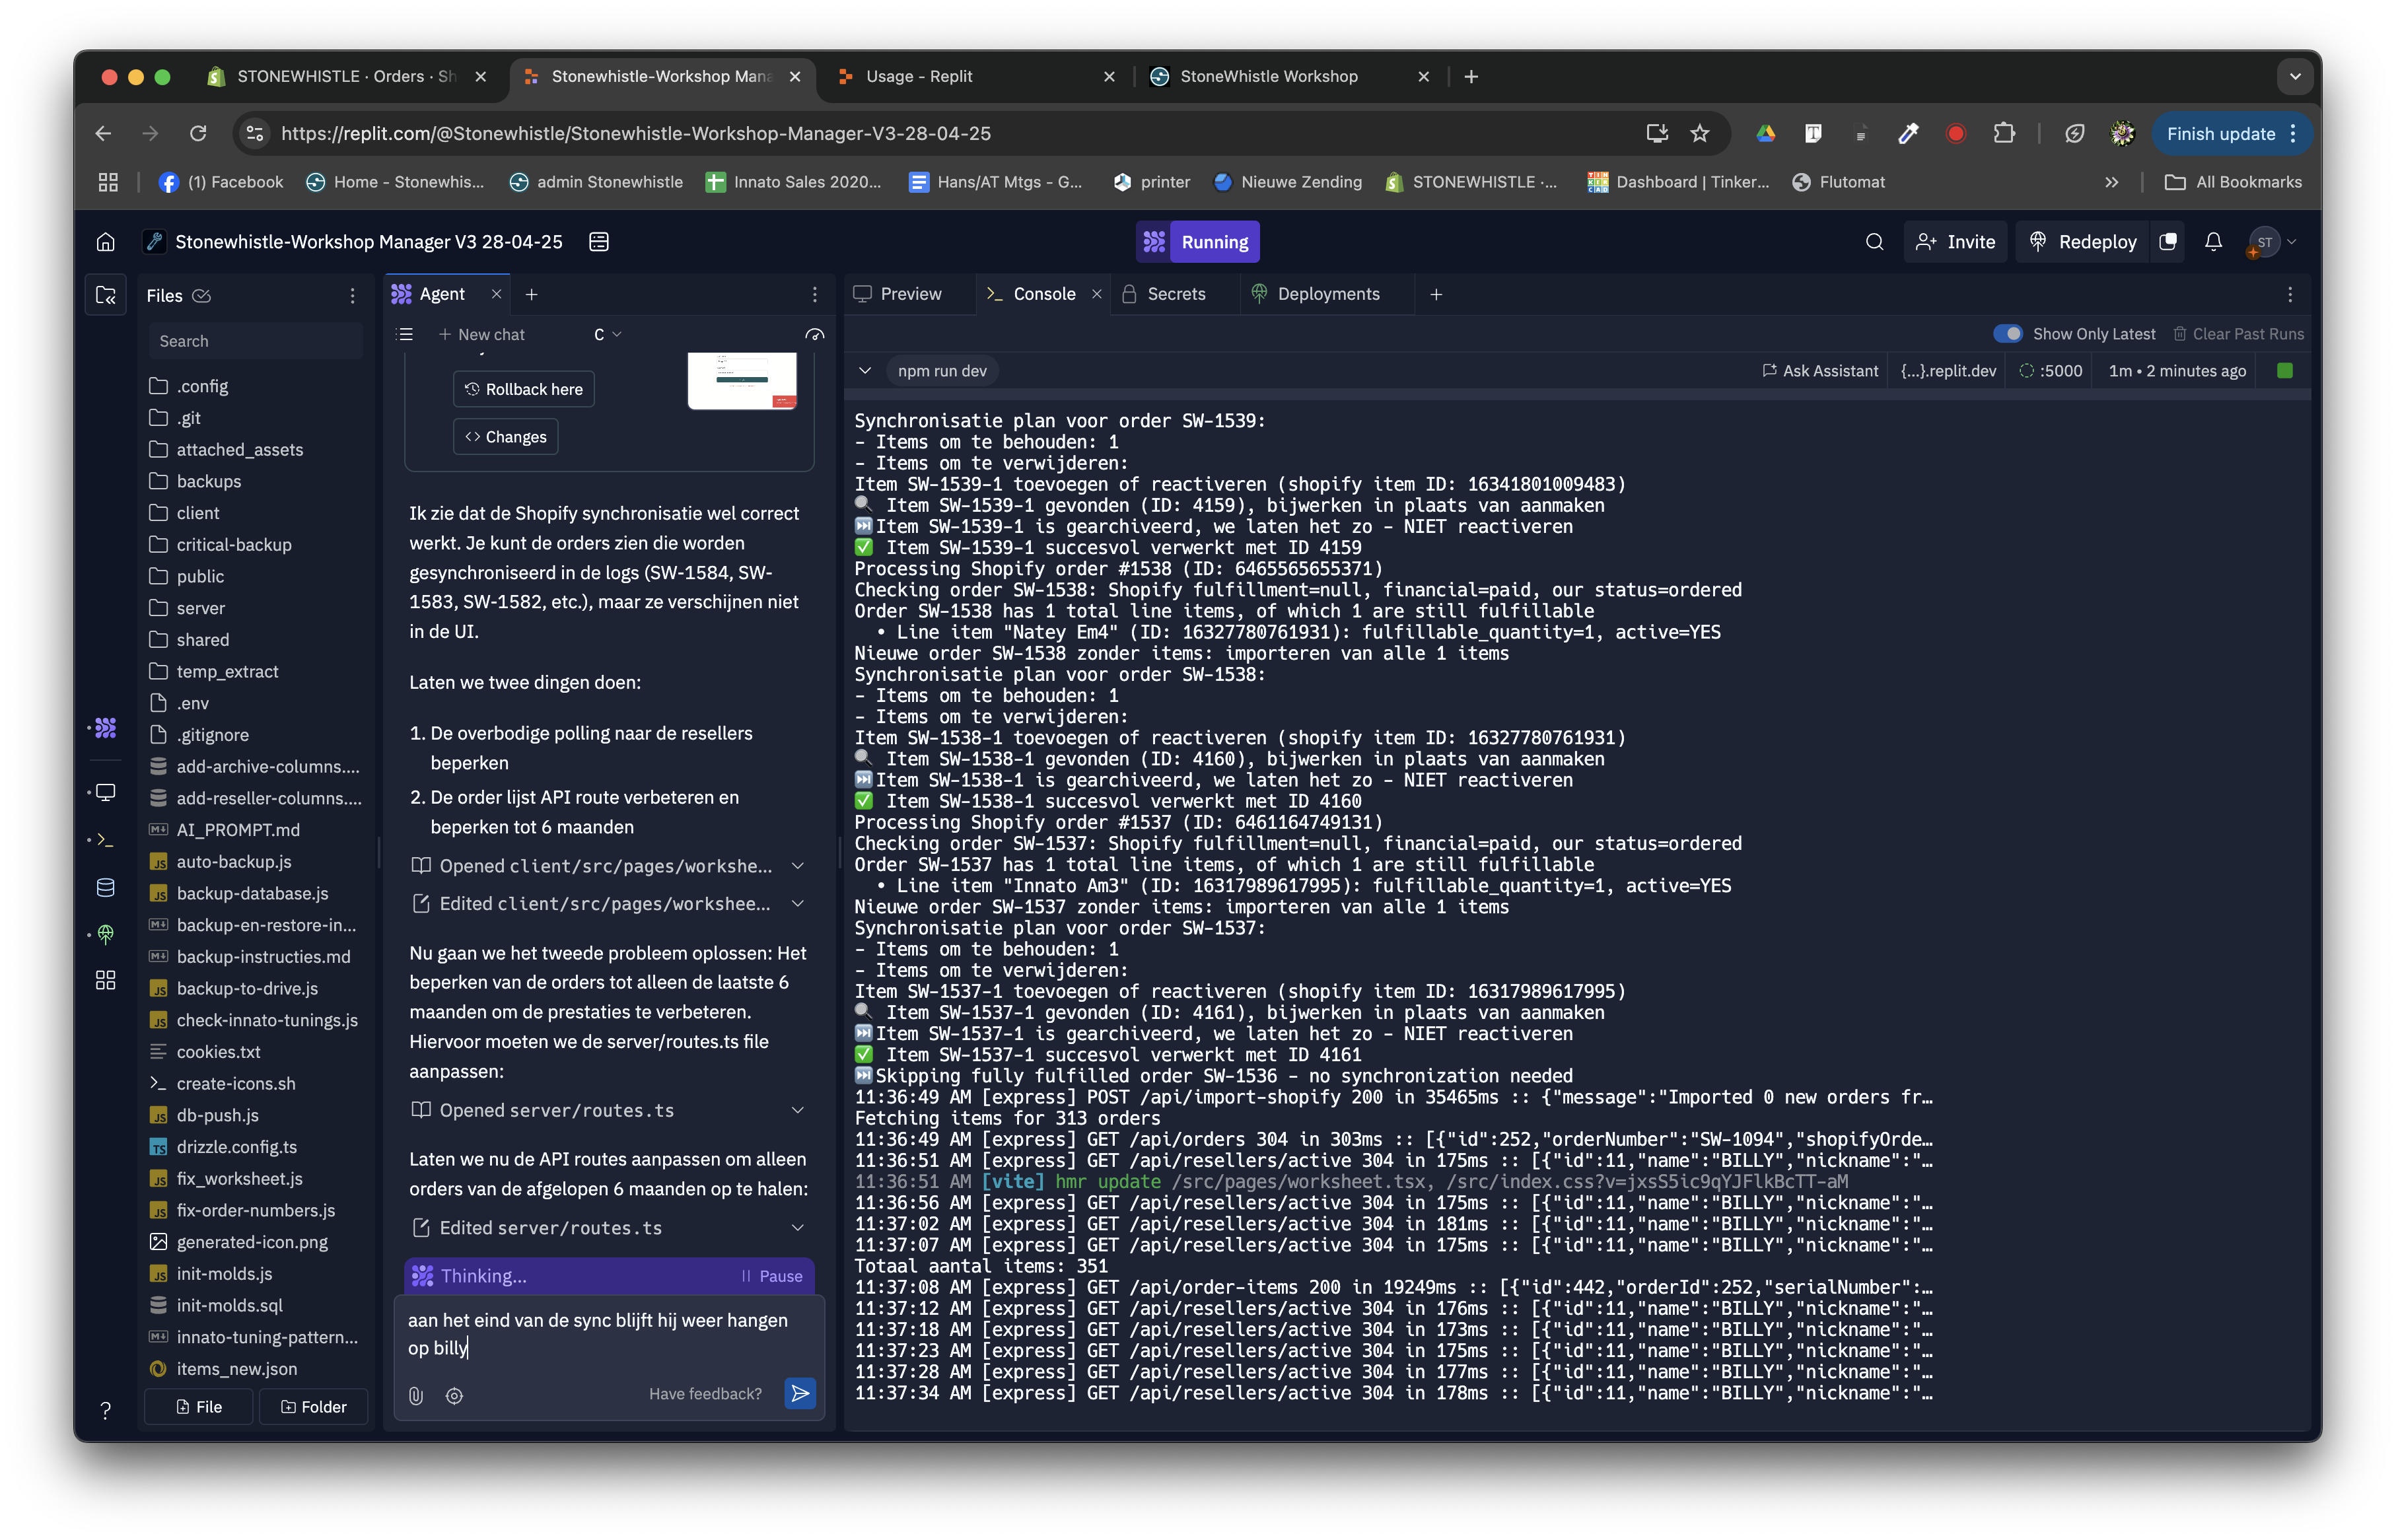 STONEWHISTLE · Orders · Sh
Stonewhistle-Workshop Mana
Usage - Replit
StoneWhistle Workshop
https://replit.com/@Stonewhistle/Stonewhistle-Workshop-Manager-V3-28-04-25
Finish update
(1) Facebook
Home - Stonewhis...
admin Stonewhistle
Innato Sales 2020...
Hans/AT Mtgs - G...
printer
Nieuwe Zending
STONEWHISTLE ·...
Dashboard | Tinker...
Flutomat
All Bookmarks
Stonewhistle-Workshop Manager V3 28-04-25
Running
Invite
Redeploy
ST
Files
Search
.config
.git
attached_assets
backups
client
critical-backup
public
server
shared
temp_extract
.env
.gitignore
add-archive-columns....
add-reseller-columns....
AI_PROMPT.md
auto-backup.js
backup-database.js
backup-en-restore-in...
backup-instructies.md
backup-to-drive.js
check-innato-tunings.js
cookies.txt
create-icons.sh
db-push.js
drizzle.config.ts
fix_worksheet.js
fix-order-numbers.js
generated-icon.png
init-molds.js
init-molds.sql
innato-tuning-pattern...
items_new.json
File
Folder
Agent
New chat
C
Rollback here
Changes
Ik zie dat de Shopify synchronisatie wel correct
werkt. Je kunt de orders zien die worden
gesynchroniseerd in de logs (SW-1584, SW-
1583, SW-1582, etc.), maar ze verschijnen niet
in de UI.
Laten we twee dingen doen:
1. De overbodige polling naar de resellers
beperken
2. De order lijst API route verbeteren en
beperken tot 6 maanden
Opened client/src/pages/workshe...
Edited client/src/pages/workshee...
Nu gaan we het tweede probleem oplossen: Het
beperken van de orders tot alleen de laatste 6
maanden om de prestaties te verbeteren.
Hiervoor moeten we de server/routes.ts file
aanpassen:
Opened server/routes.ts
Laten we nu de API routes aanpassen om alleen
orders van de afgelopen 6 maanden op te halen:
Edited server/routes.ts
Thinking...
Pause
aan het eind van de sync blijft hij weer hangen
op billy
Have feedback?
Preview
Console
Secrets
Deployments
Show Only Latest
Clear Past Runs
npm run dev
Ask Assistant
{...}.replit.dev
:5000
1m • 2 minutes ago
Synchronisatie plan voor order SW-1539:
- Items om te behouden: 1
- Items om te verwijderen:
Item SW-1539-1 toevoegen of reactiveren (shopify item ID: 16341801009483)
🔍 Item SW-1539-1 gevonden (ID: 4159), bijwerken in plaats van aanmaken
⏭️Item SW-1539-1 is gearchiveerd, we laten het zo - NIET reactiveren
✅ Item SW-1539-1 succesvol verwerkt met ID 4159
Processing Shopify order #1538 (ID: 6465565655371)
Checking order SW-1538: Shopify fulfillment=null, financial=paid, our status=ordered
Order SW-1538 has 1 total line items, of which 1 are still fulfillable
• Line item "Natey Em4" (ID: 16327780761931): fulfillable_quantity=1, active=YES
Nieuwe order SW-1538 zonder items: importeren van alle 1 items
Synchronisatie plan voor order SW-1538:
- Items om te behouden: 1
- Items om te verwijderen:
Item SW-1538-1 toevoegen of reactiveren (shopify item ID: 16327780761931)
🔍 Item SW-1538-1 gevonden (ID: 4160), bijwerken in plaats van aanmaken
⏭️Item SW-1538-1 is gearchiveerd, we laten het zo - NIET reactiveren
✅ Item SW-1538-1 succesvol verwerkt met ID 4160
Processing Shopify order #1537 (ID: 6461164749131)
Checking order SW-1537: Shopify fulfillment=null, financial=paid, our status=ordered
Order SW-1537 has 1 total line items, of which 1 are still fulfillable
• Line item "Innato Am3" (ID: 16317989617995): fulfillable_quantity=1, active=YES
Nieuwe order SW-1537 zonder items: importeren van alle 1 items
Synchronisatie plan voor order SW-1537:
- Items om te behouden: 1
- Items om te verwijderen:
Item SW-1537-1 toevoegen of reactiveren (shopify item ID: 16317989617995)
🔍 Item SW-1537-1 gevonden (ID: 4161), bijwerken in plaats van aanmaken
⏭️Item SW-1537-1 is gearchiveerd, we laten het zo - NIET reactiveren
✅ Item SW-1537-1 succesvol verwerkt met ID 4161
⏭️Skipping fully fulfilled order SW-1536 - no synchronization needed
11:36:49 AM [express] POST /api/import-shopify 200 in 35465ms :: {"message":"Imported 0 new orders fr…
Fetching items for 313 orders
11:36:49 AM [express] GET /api/orders 304 in 303ms :: [{"id":252,"orderNumber":"SW-1094","shopifyOrde…
11:36:51 AM [express] GET /api/resellers/active 304 in 175ms :: [{"id":11,"name":"BILLY","nickname":"…
11:36:51 AM [vite] hmr update /src/pages/worksheet.tsx, /src/index.css?v=jxsS5ic9qYJFlkBcTT-aM
11:36:56 AM [express] GET /api/resellers/active 304 in 175ms :: [{"id":11,"name":"BILLY","nickname":"…
11:37:02 AM [express] GET /api/resellers/active 304 in 181ms :: [{"id":11,"name":"BILLY","nickname":"…
11:37:07 AM [express] GET /api/resellers/active 304 in 175ms :: [{"id":11,"name":"BILLY","nickname":"…
Totaal aantal items: 351
11:37:08 AM [express] GET /api/order-items 200 in 19249ms :: [{"id":442,"orderId":252,"serialNumber":…
11:37:12 AM [express] GET /api/resellers/active 304 in 176ms :: [{"id":11,"name":"BILLY","nickname":"…
11:37:18 AM [express] GET /api/resellers/active 304 in 173ms :: [{"id":11,"name":"BILLY","nickname":"…
11:37:23 AM [express] GET /api/resellers/active 304 in 175ms :: [{"id":11,"name":"BILLY","nickname":"…
11:37:28 AM [express] GET /api/resellers/active 304 in 177ms :: [{"id":11,"name":"BILLY","nickname":"…
11:37:34 AM [express] GET /api/resellers/active 304 in 178ms :: [{"id":11,"name":"BILLY","nickname":"…